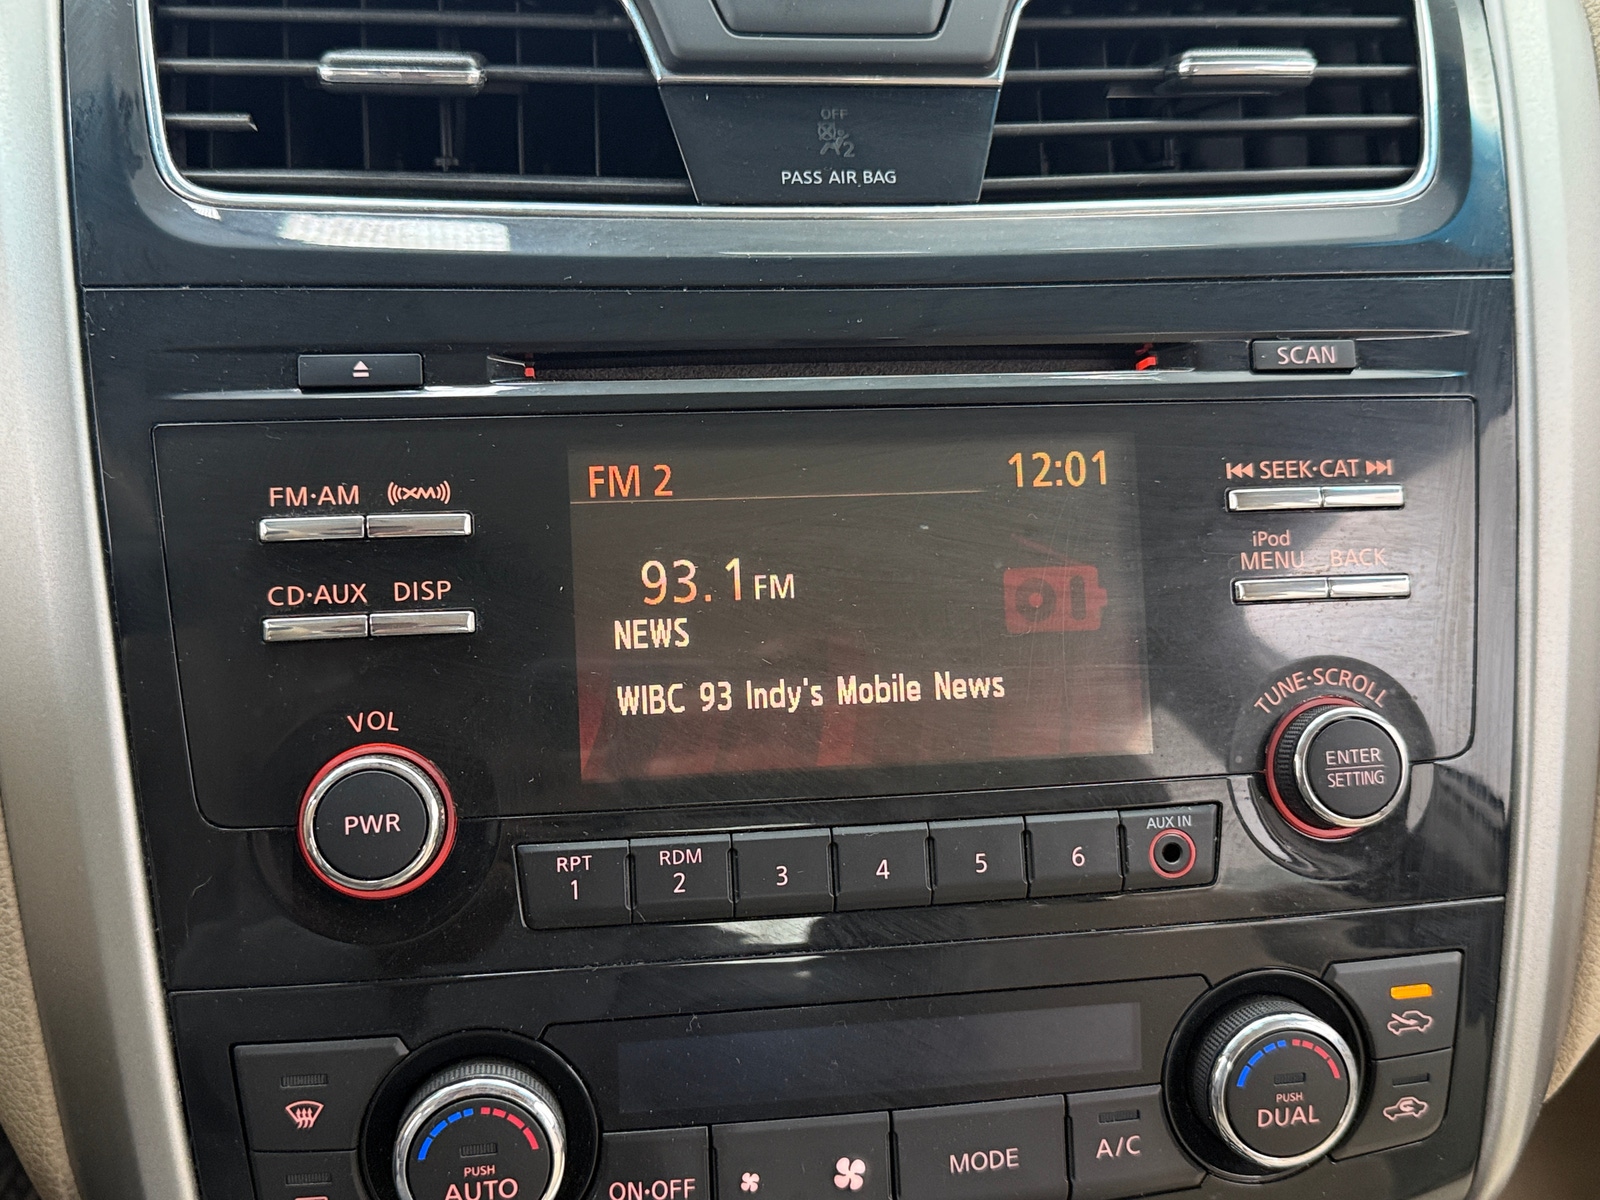 OFF
2
PASS AIR BAG
SCAN
FM 2 12:01
FM·AM XM
SEEK·CAT
93.1 FM
iPod
MENU BACK
CD·AUX DISP
NEWS
WIBC 93 Indy's Mobile News
TUNE·SCROLL
VOL
ENTER
SETTING
PWR
AUX IN
RPT
1
RDM
2
3
4
5
6
PUSH
DUAL
PUSH
AUTO
ON·OFF
MODE
A/C